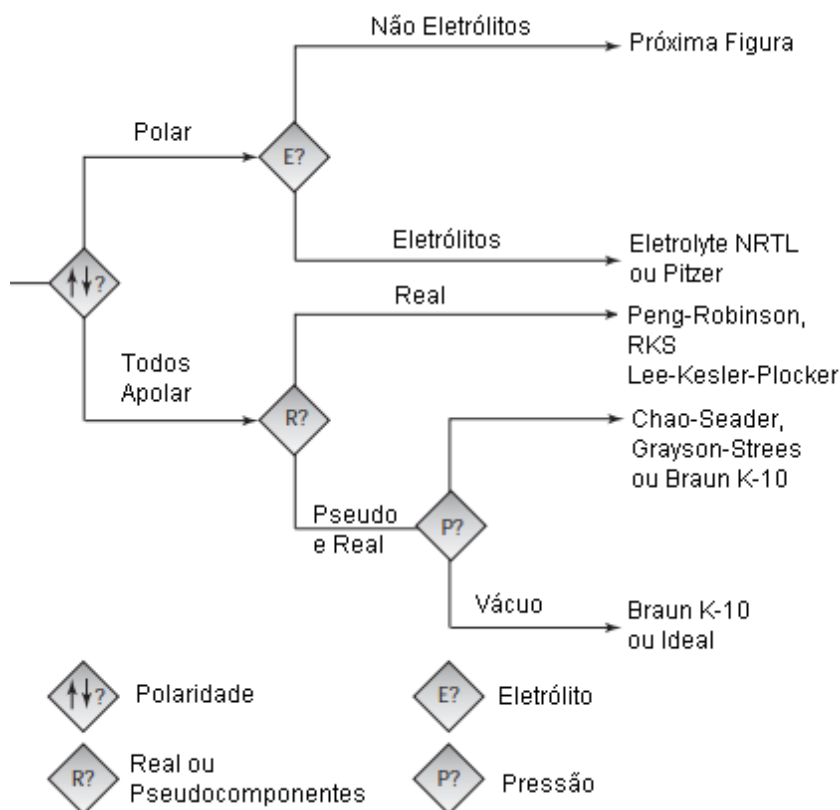 Não Eletrólitos
Próxima Figura
Polar
E?
Eletrólitos
Eletrolyte NRTL
ou Pitzer
↑↓?
Real
Peng-Robinson,
RKS
Lee-Kesler-Plocker
Todos
Apolar
R?
Chao-Seader,
Grayson-Strees
ou Braun K-10
Pseudo
e Real
P?
Vácuo
Braun K-10
ou Ideal
↑↓?
Polaridade
E?
Eletrólito
R?
Real ou
Pseudocomponentes
P?
Pressão